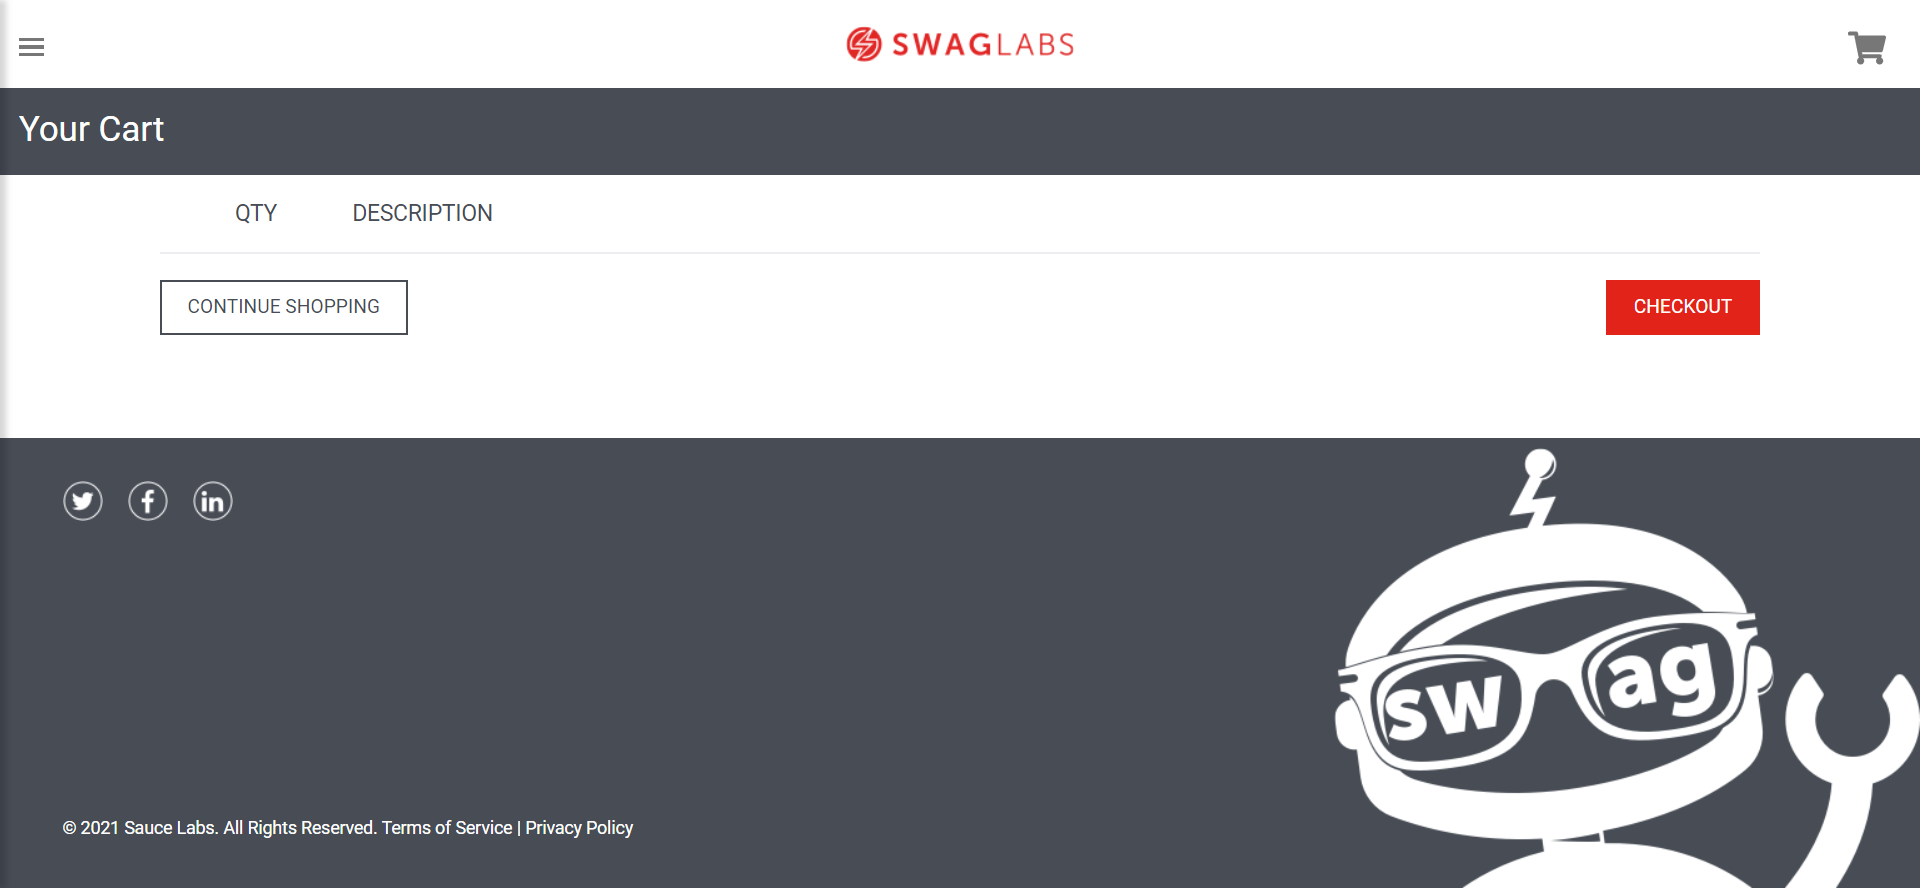 SWAGLABS
Your Cart
QTY DESCRIPTION
CONTINUE SHOPPING CHECKOUT
sw ag
© 2021 Sauce Labs. All Rights Reserved. Terms of Service | Privacy Policy